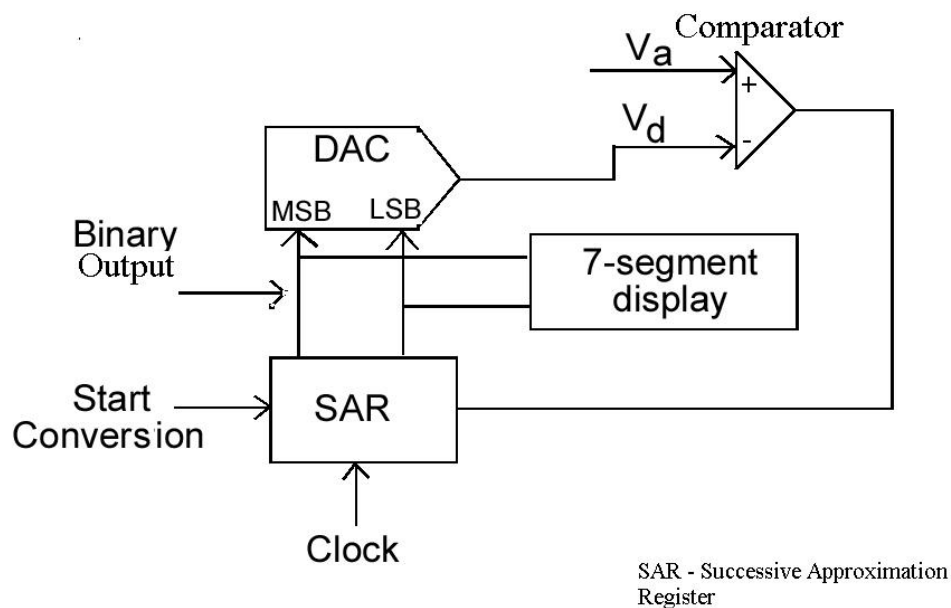 Comparator
Va
+
Vd
-
DAC
MSB LSB
Binary
Output
7-segment
display
Start
Conversion
SAR
Clock
SAR - Successive Approximation
Register